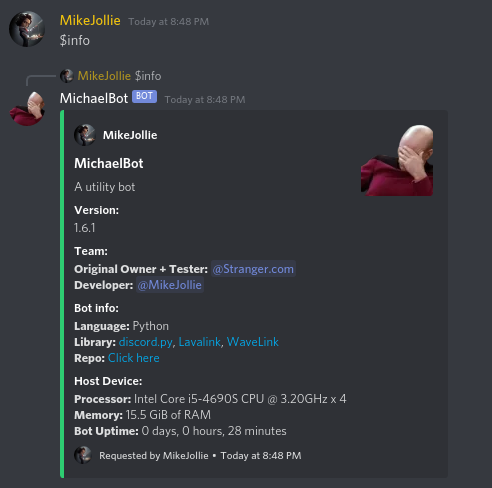 MikeJollie Today at 8:48 PM
$info
MikeJollie $info
MichaelBot BOT Today at 8:48 PM
MikeJollie
MichaelBot
A utility bot
Version:
1.6.1
Team:
Original Owner + Tester: @Stranger.com
Developer: @MikeJollie
Bot info:
Language: Python
Library: discord.py, Lavalink, WaveLink
Repo: Click here
Host Device:
Processor: Intel Core i5-4690S CPU @ 3.20GHz x 4
Memory: 15.5 GiB of RAM
Bot Uptime: 0 days, 0 hours, 28 minutes
Requested by MikeJollie • Today at 8:48 PM